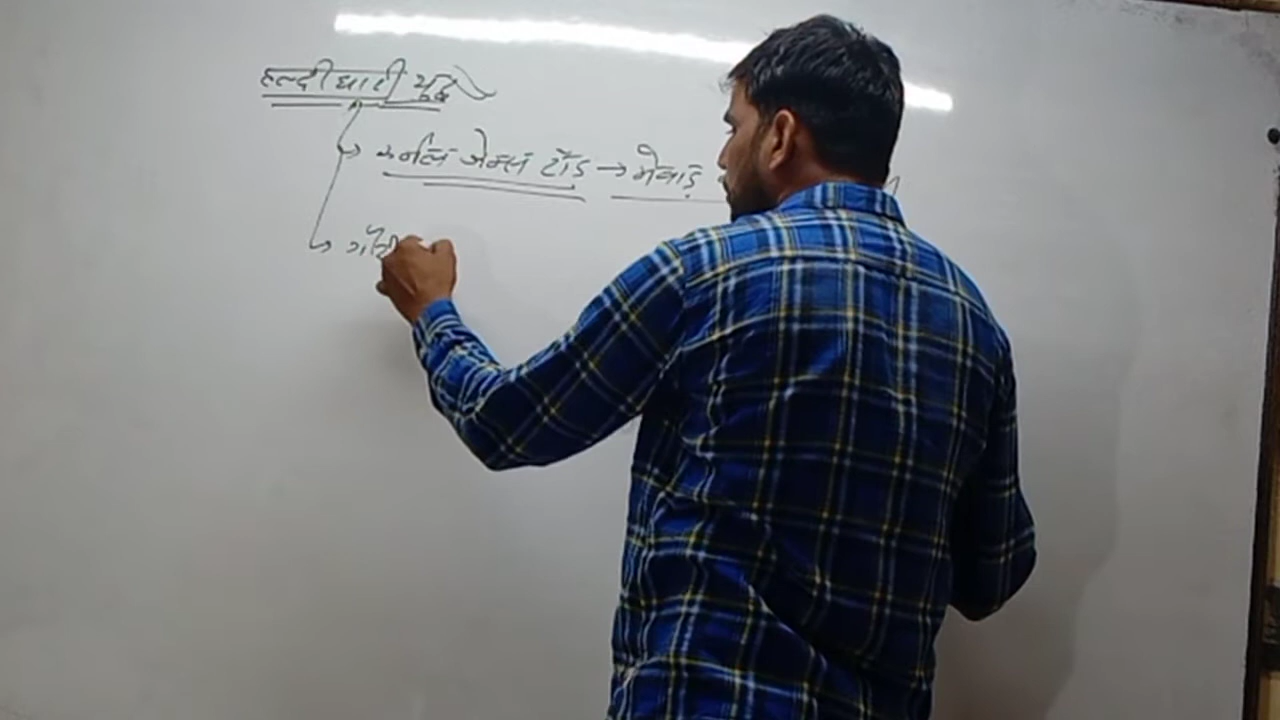 हल्दी घाटी युद्ध
कर्नल जेम्स टॉड → मेवाड़